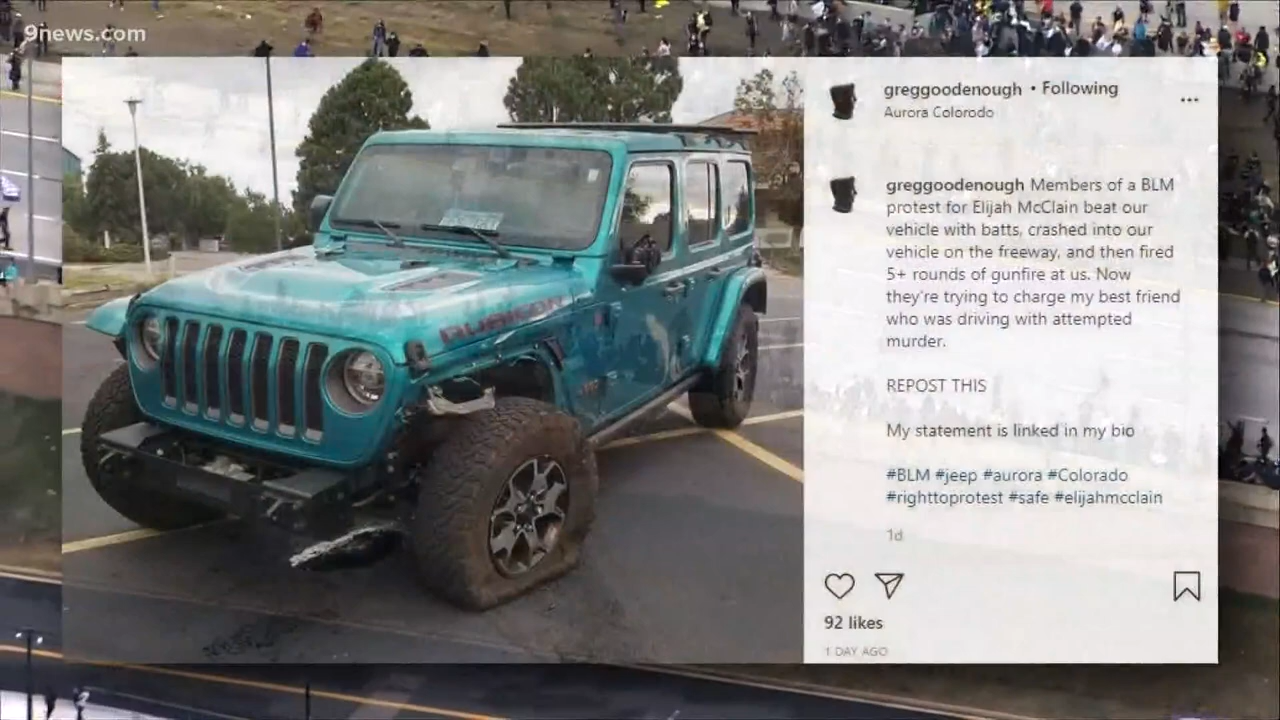 9news.com
greggoodenough • Following
Aurora Colorodo
greggoodenough Members of a BLM
protest for Elijah McClain beat our
vehicle with batts, crashed into our
vehicle on the freeway, and then fired
5+ rounds of gunfire at us. Now
they're trying to charge my best friend
who was driving with attempted
murder.
REPOST THIS
My statement is linked in my bio
#BLM #jeep #aurora #Colorado
#righttoprotest #safe #elijahmcclain
1d
92 likes
1 DAY AGO
RUBICON